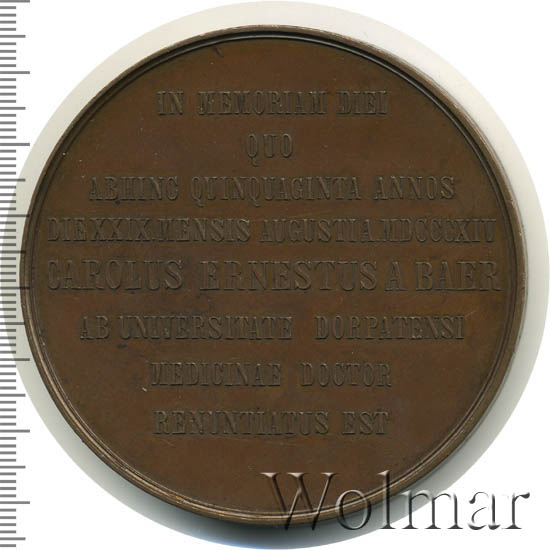 IN MEMORIAM DIEI
QUO
ABHINC QUINQUAGINTA ANNOS
DIE XXIX.MENSIS AUGUSTI A.MDCCCXIV
CAROLUS ERNESTUS A BAER
AB UNIVERSITATE DORPATENSI
MEDICINAE DOCTOR
RENUNTIATUS EST
Wolmar